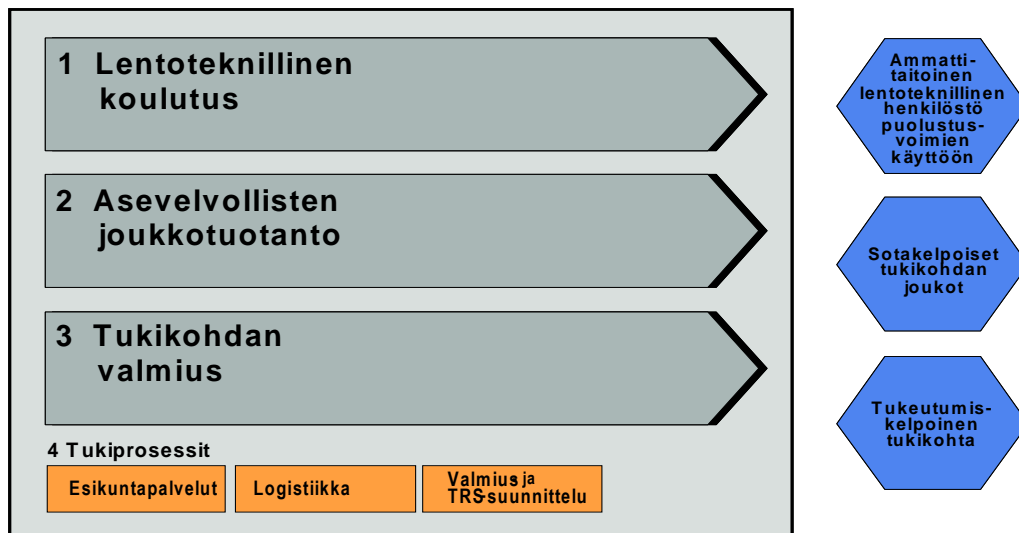 1 Lentoteknillinen
koulutus
Ammatti-
taitoinen
lentoteknillinen
henkilöstö
puolustus-
voimien
käyttöön
2 Asevelvollisten
joukkotuotanto
Sotakelpoiset
tukikohdan
joukot
3 Tukikohdan
valmius
Tukeutumis-
kelpoinen
tukikohta
4 Tukiprosessit
Esikuntapalvelut
Logistiikka
Valmius ja
TRS-suunnittelu